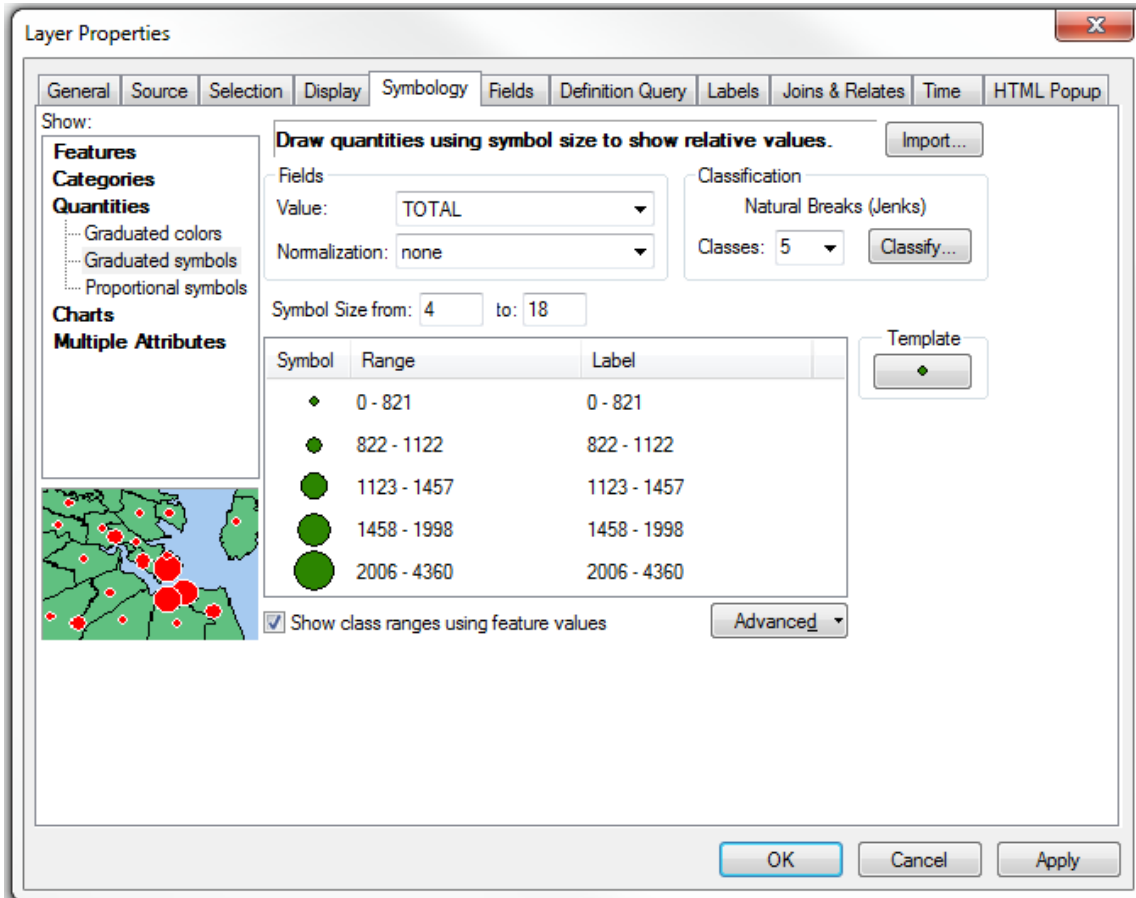 Layer Properties
General Source Selection Display Symbology Fields Definition Query Labels Joins & Relates Time HTML Popup
Show:
Features
Categories
Quantities
Graduated colors
Graduated symbols
Proportional symbols
Charts
Multiple Attributes
Draw quantities using symbol size to show relative values.
Import...
Fields
Value: TOTAL
Normalization: none
Classification
Natural Breaks (Jenks)
Classes: 5 Classify...
Symbol Size from: 4 to: 18
Symbol Range Label
0 - 821 0 - 821
822 - 1122 822 - 1122
1123 - 1457 1123 - 1457
1458 - 1998 1458 - 1998
2006 - 4360 2006 - 4360
Template
Show class ranges using feature values
Advanced
OK Cancel Apply